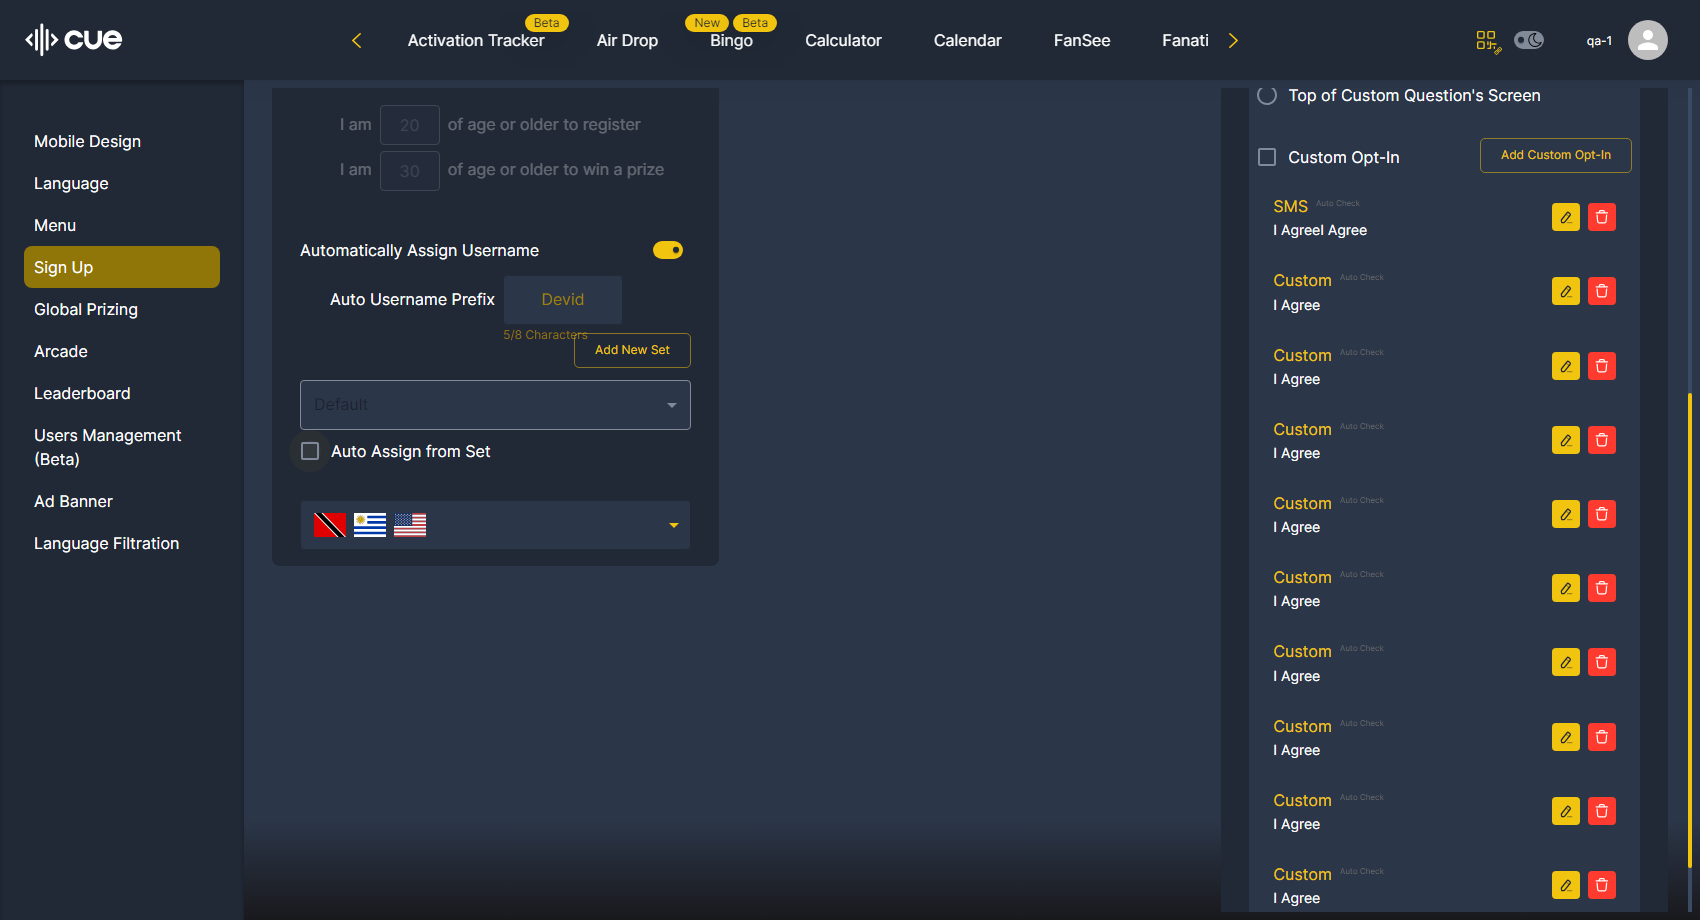 cue
Beta
New
Beta
Activation Tracker
Air Drop
Bingo
Calculator
Calendar
FanSee
Fanati
qa-1
Mobile Design
Language
Menu
Sign Up
Global Prizing
Arcade
Leaderboard
Users Management
(Beta)
Ad Banner
Language Filtration
I am 20 of age or older to register
I am 30 of age or older to win a prize
Automatically Assign Username
Auto Username Prefix Devid
5/8 Characters
Add New Set
Default
Auto Assign from Set
Top of Custom Question's Screen
Custom Opt-In
Add Custom Opt-In
SMS Auto Check
I AgreeI Agree
Custom Auto Check
I Agree
Custom Auto Check
I Agree
Custom Auto Check
I Agree
Custom Auto Check
I Agree
Custom Auto Check
I Agree
Custom Auto Check
I Agree
Custom Auto Check
I Agree
Custom Auto Check
I Agree
Custom Auto Check
I Agree